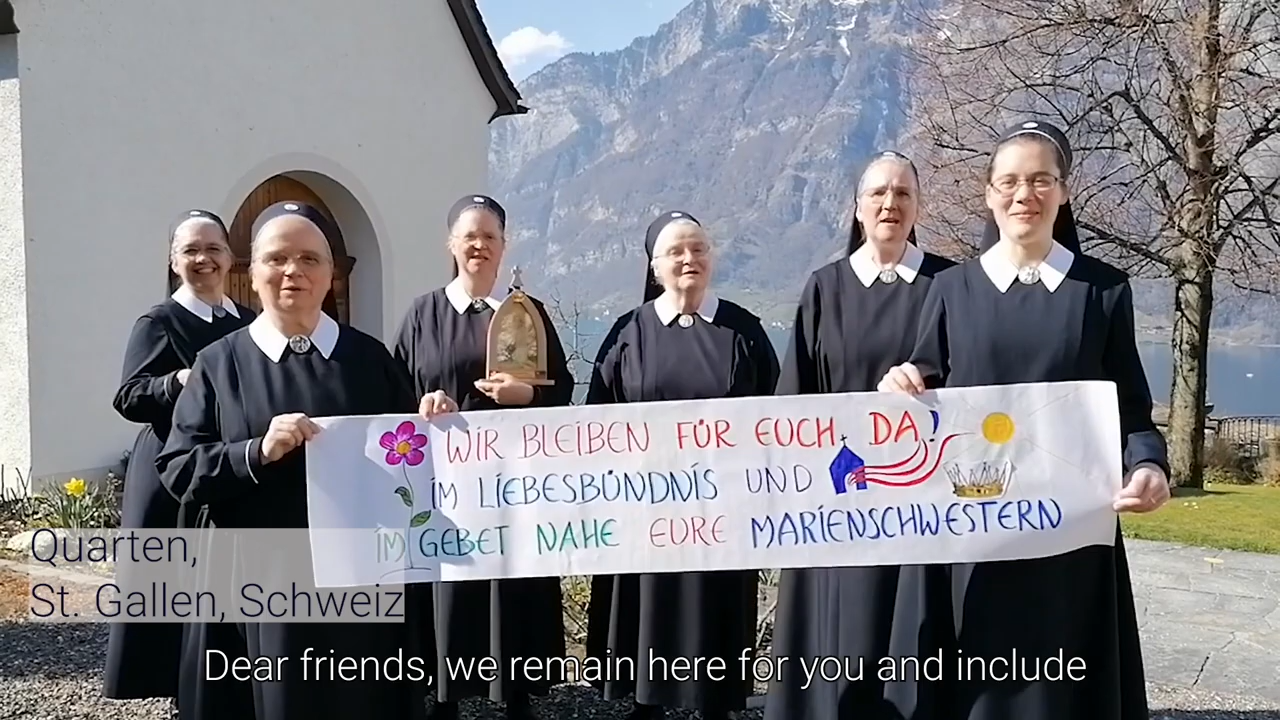 WIR BLEIBEN FÜR EUCH DA!
IM LIEBESBÜNDNIS UND
IM GEBET NAHE EURE MARIENSCHWESTERN
Quarten,
St. Gallen, Schweiz
Dear friends, we remain here for you and include